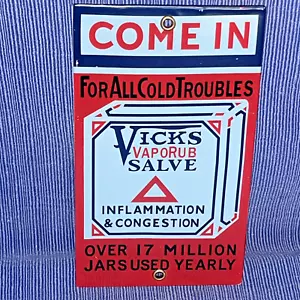 COME IN
FOR ALL COLD TROUBLES
VICKS
VAPORUB
SALVE
INFLAMMATION
& CONGESTION
OVER 17 MILLION
JARS USED YEARLY